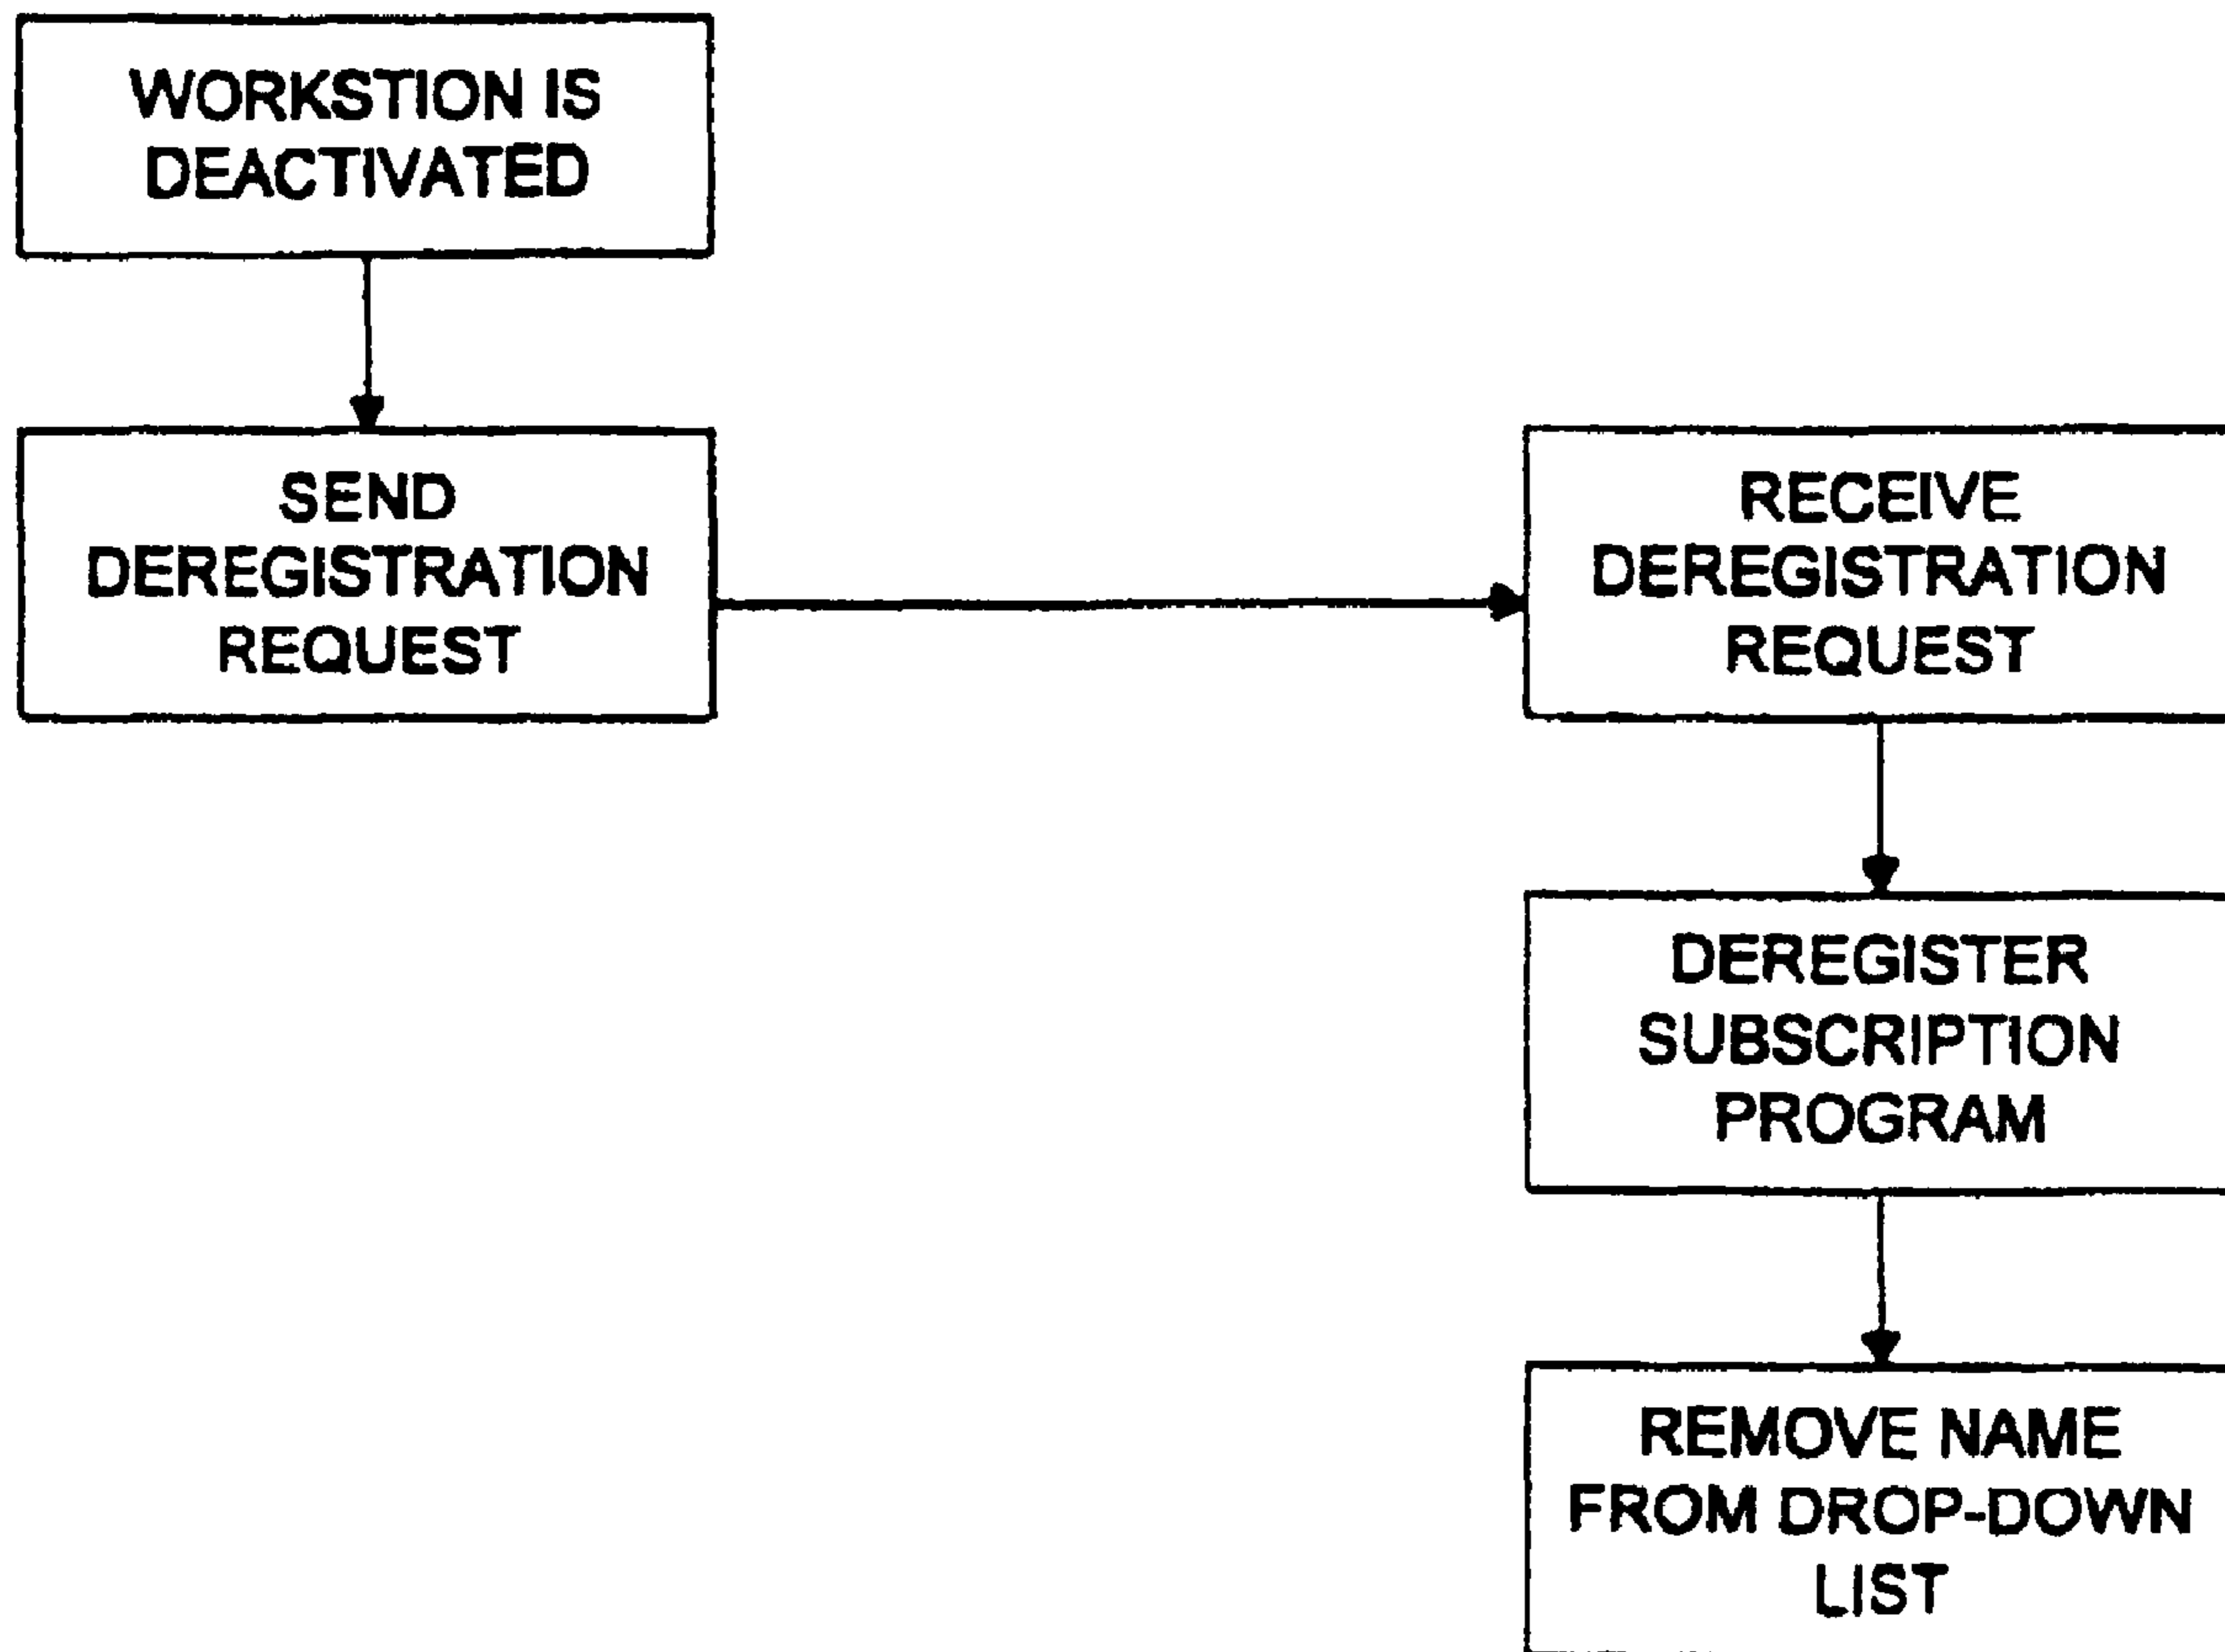 WORKSTION IS
DEACTIVATED
SEND
DEREGISTRATION
REQUEST
RECEIVE
DEREGISTRATION
REQUEST
DEREGISTER
SUBSCRIPTION
PROGRAM
REMOVE NAME
FROM DROP-DOWN
LIST